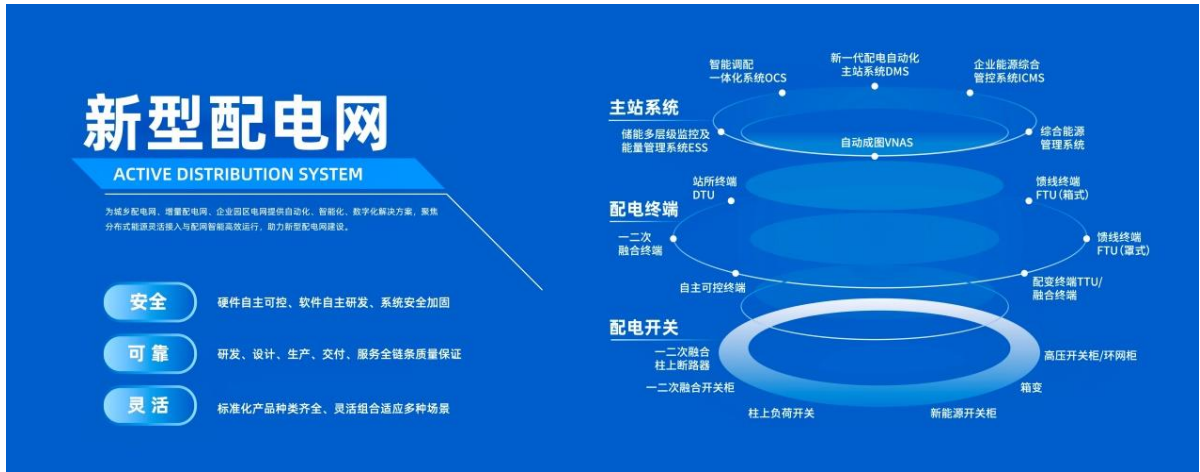 新型配电网
ACTIVE DISTRIBUTION SYSTEM
为城乡配电网、增量配电网、企业园区电网提供自动化、智能化、数字化解决方案，聚焦
分布式能源灵活接入与配网智能高效运行，助力新型配电网建设。
安全
硬件自主可控、软件自主研发、系统安全加固
可靠
研发、设计、生产、交付、服务全链条质量保证
灵活
标准化产品种类齐全、灵活组合适应多种场景
主站系统
智能调配
一体化系统OCS
新一代配电自动化
主站系统DMS
企业能源综合
管控系统ICMS
储能多层级监控及
能量管理系统ESS
自动成图VNAS
综合能源
管理系统
配电终端
站所终端
DTU
馈线终端
FTU（箱式）
一二次
融合终端
馈线终端
FTU（罩式）
自主可控终端
配变终端TTU/
融合终端
配电开关
一二次融合
柱上断路器
高压开关柜/环网柜
一二次融合开关柜
箱变
柱上负荷开关
新能源开关柜